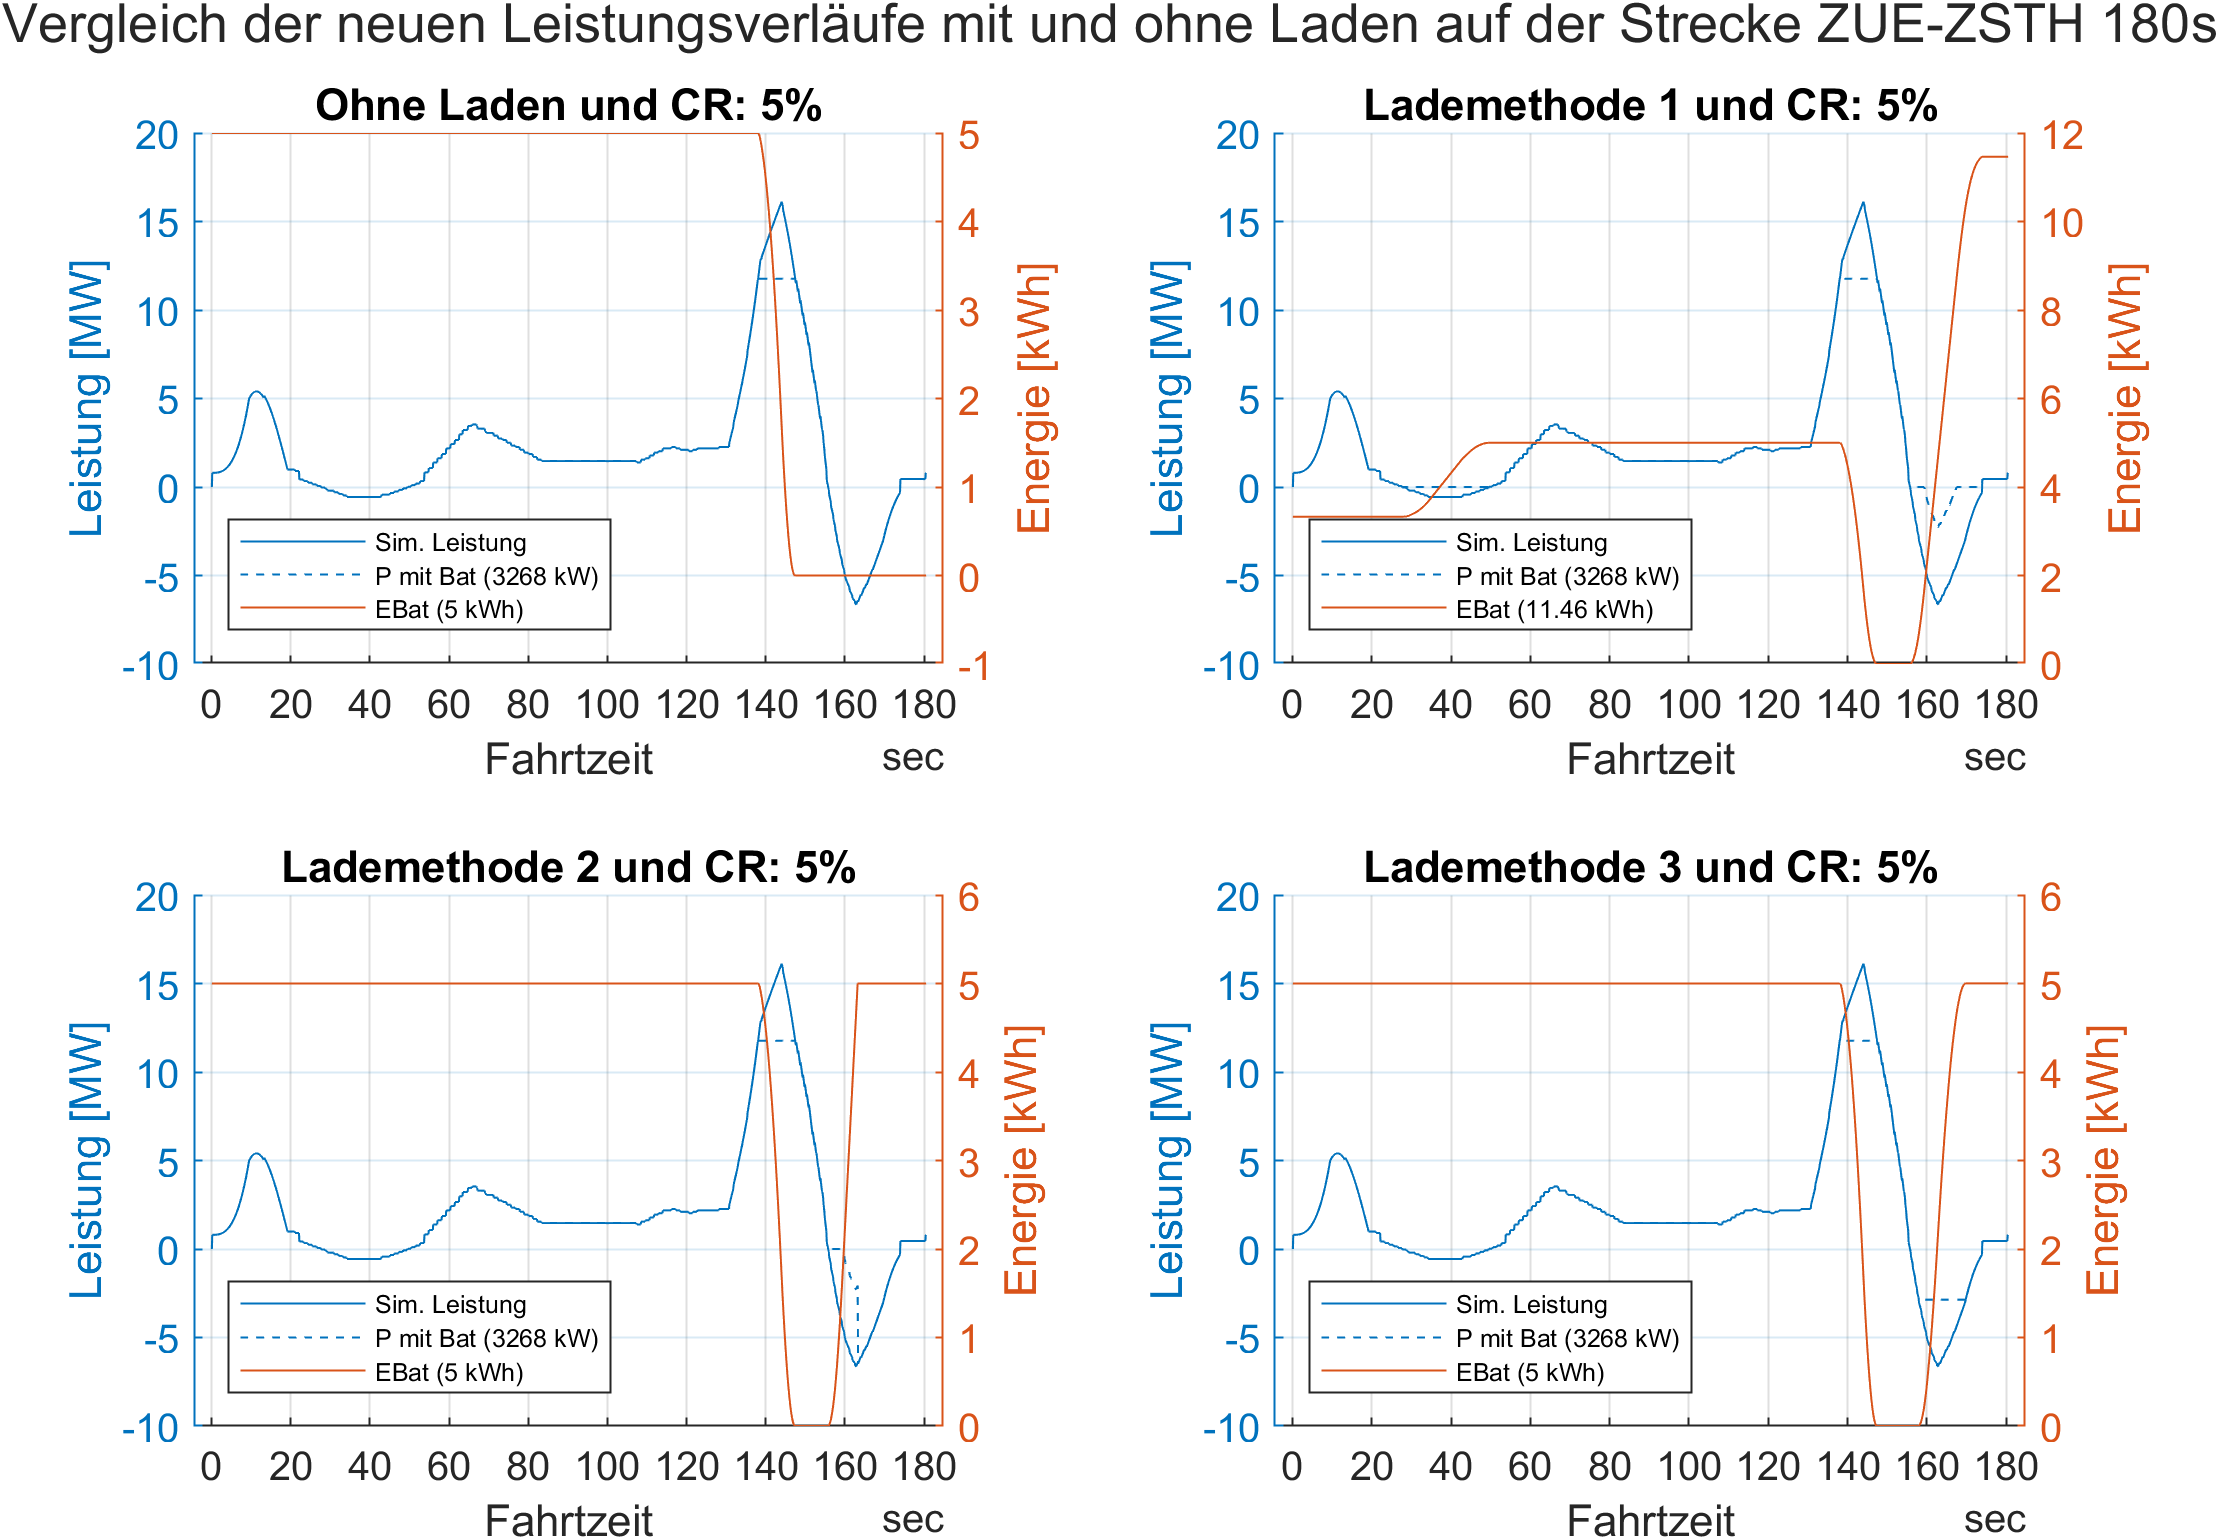 Vergleich der neuen Leistungsverläufe mit und ohne Laden auf der Strecke ZUE-ZSTH 180s
Ohne Laden und CR: 5%
20
15
10
5
0
-5
-10
Leistung [MW]
5
4
3
2
1
0
-1
Energie [kWh]
Sim. Leistung
P mit Bat (3268 kW)
EBat (5 kWh)
0 20 40 60 80 100 120 140 160 180
Fahrtzeit
sec
Lademethode 1 und CR: 5%
20
15
10
5
0
-5
-10
Leistung [MW]
12
10
8
6
4
2
0
Energie [kWh]
Sim. Leistung
P mit Bat (3268 kW)
EBat (11.46 kWh)
0 20 40 60 80 100 120 140 160 180
Fahrtzeit
sec
Lademethode 2 und CR: 5%
20
15
10
5
0
-5
-10
Leistung [MW]
6
5
4
3
2
1
0
Energie [kWh]
Sim. Leistung
P mit Bat (3268 kW)
EBat (5 kWh)
0 20 40 60 80 100 120 140 160 180
Fahrtzeit
sec
Lademethode 3 und CR: 5%
20
15
10
5
0
-5
-10
Leistung [MW]
6
5
4
3
2
1
0
Energie [kWh]
Sim. Leistung
P mit Bat (3268 kW)
EBat (5 kWh)
0 20 40 60 80 100 120 140 160 180
Fahrtzeit
sec